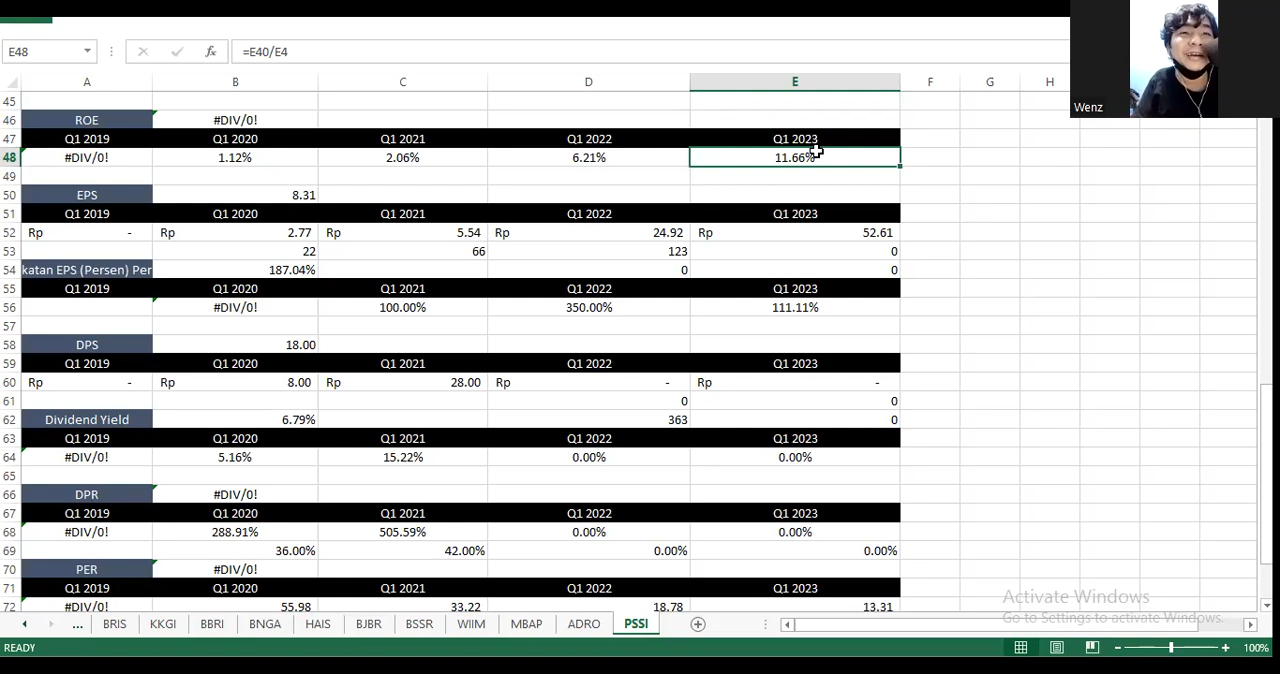 E48 fx =E40/E4
Wenz
A B C D E F G H
45
46 ROE #DIV/0!
47 Q1 2019 Q1 2020 Q1 2021 Q1 2022 Q1 2023
48 #DIV/0! 1.12% 2.06% 6.21% 11.66%
49
50 EPS 8.31
51 Q1 2019 Q1 2020 Q1 2021 Q1 2022 Q1 2023
52 Rp - Rp 2.77 Rp 5.54 Rp 24.92 Rp 52.61
53 22 66 123 0
54 katan EPS (Persen) Per 187.04% 0 0
55 Q1 2019 Q1 2020 Q1 2021 Q1 2022 Q1 2023
56 #DIV/0! 100.00% 350.00% 111.11%
57
58 DPS 18.00
59 Q1 2019 Q1 2020 Q1 2021 Q1 2022 Q1 2023
60 Rp - Rp 8.00 Rp 28.00 Rp - Rp -
61 0 0
62 Dividend Yield 6.79% 363 0
63 Q1 2019 Q1 2020 Q1 2021 Q1 2022 Q1 2023
64 #DIV/0! 5.16% 15.22% 0.00% 0.00%
65
66 DPR #DIV/0!
67 Q1 2019 Q1 2020 Q1 2021 Q1 2022 Q1 2023
68 #DIV/0! 288.91% 505.59% 0.00% 0.00%
69 36.00% 42.00% 0.00% 0.00%
70 PER #DIV/0!
71 Q1 2019 Q1 2020 Q1 2021 Q1 2022 Q1 2023
72 #DIV/0! 55.98 33.22 18.78 13.31
Activate Windows
Go to Settings to activate Windows.
... BRIS KKGI BBRI BNGA BJBR BSSR WIIM MBAP ADRO PSSI
READY 100%